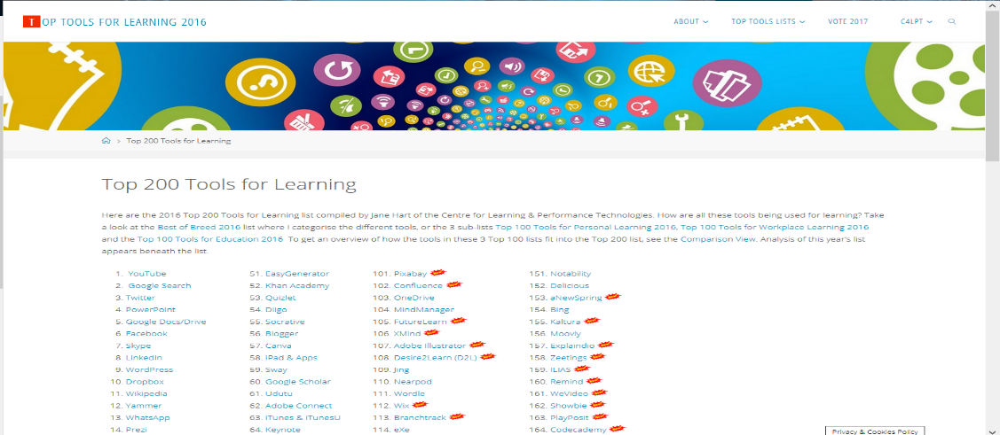 TOP TOOLS FOR LEARNING 2016
ABOUT TOP TOOLS LISTS VOTE 2017 C4LPT
> Top 200 Tools for Learning
Top 200 Tools for Learning
Here are the 2016 Top 200 Tools for Learning list compiled by Jane Hart of the Centre for Learning & Performance Technologies. How are all these tools being used for learning? Take
a look at the Best of Breed 2016 list where I categorise the different tools, or the 3 sub-lists Top 100 Tools for Personal Learning 2016, Top 100 Tools for Workplace Learning 2016
and the Top 100 Tools for Education 2016 To get an overview of how the tools in these 3 Top 100 lists fit into the Top 200 list, see the Comparison View. Analysis of this year's list
appears beneath the list.
1. YouTube
2. Google Search
3. Twitter
4. PowerPoint
5. Google Docs/Drive
6. Facebook
7. Skype
8. LinkedIn
9. WordPress
10. Dropbox
11. Wikipedia
12. Yammer
13. WhatsApp
14. Prezi
51. EasyGenerator
52. Khan Academy
53. Quizlet
54. Diigo
55. Socrative
56. Blogger
57. Canva
58. iPad & Apps
59. Sway
60. Google Scholar
61. Udutu
62. Adobe Connect
63. iTunes & iTunesU
64. Keynote
101. Pixabay
102. Confluence
103. OneDrive
104. MindManager
105. FutureLearn
106. XMind
107. Adobe Illustrator
108. Desire2Learn (D2L)
109. Jing
110. Nearpod
111. Wordle
112. Wix
113. Branchtrack
114. eXe
151. Notability
152. Delicious
153. aNewSpring
154. Bing
155. Kaltura
156. Moovly
157. Explaindio
158. Zeetings
159. ILIAS
160. Remind
161. WeVideo
162. Showbie
163. PlayPosit
164. Codecademy
Privacy & Cookies Policy